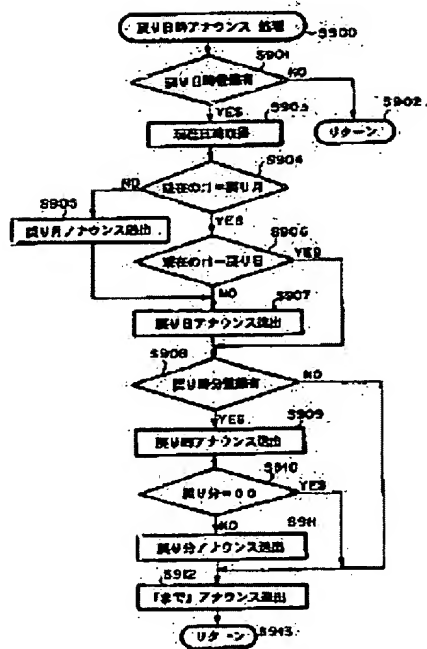 戻り日時アナウンス 処理
S900
S901
戻り日時登録有
NO
YES
S902
リターン
S903
現在日時収得
S904
現在の月=戻り月
NO
S905
YES
戻り月アナウンス送出
S906
現在の日=戻り日
YES
NO
S907
戻り日アナウンス送出
S908
戻り時分登録有
NO
YES
S909
戻り時アナウンス送出
S910
戻り分=00
YES
NO
S911
戻り分アナウンス送出
S912
「まで」アナウンス送出
リターン
S913